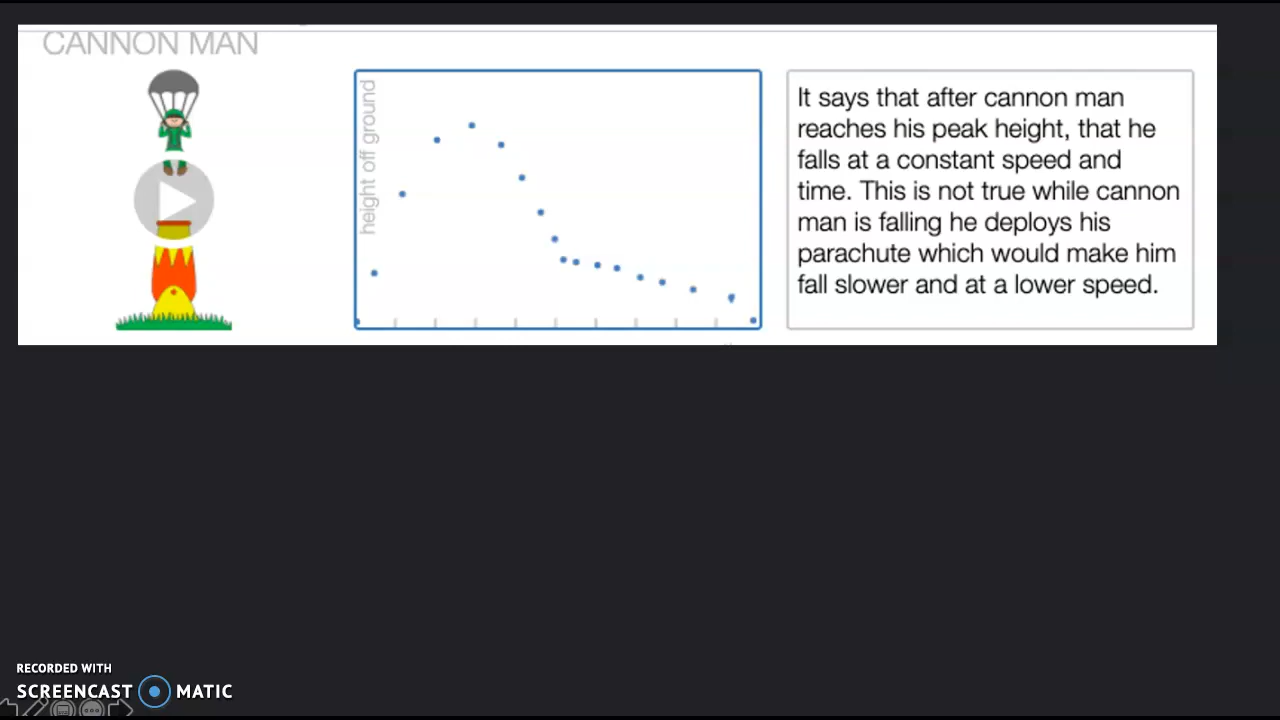 CANNON MAN
height off ground
It says that after cannon man
reaches his peak height, that he
falls at a constant speed and
time. This is not true while cannon
man is falling he deploys his
parachute which would make him
fall slower and at a lower speed.
RECORDED WITH
SCREENCAST MATIC